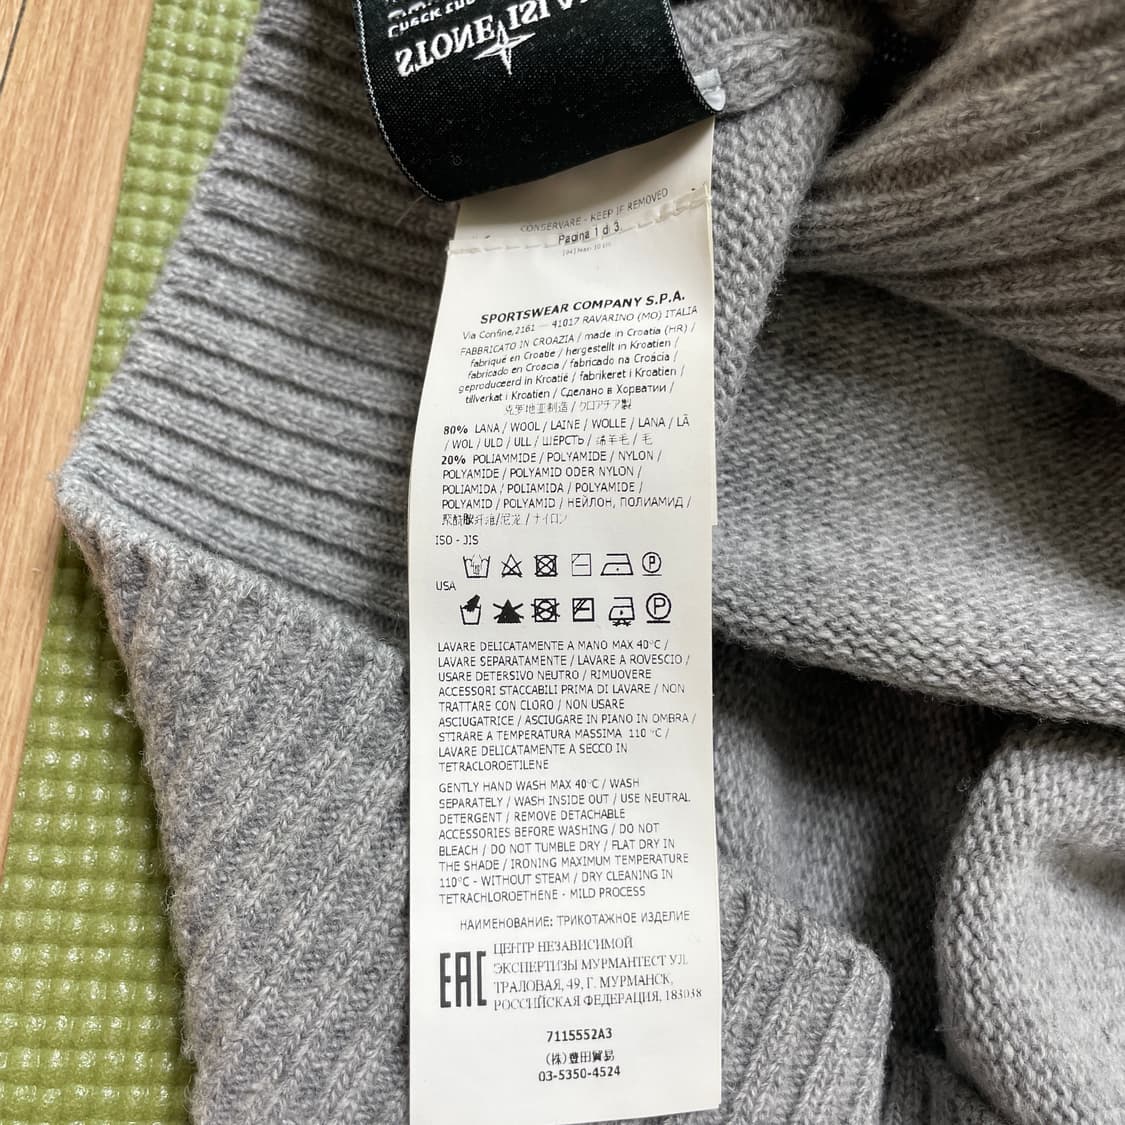 STONE ISLA
CONSERVARE - KEEP IF REMOVED
Pagina 1 di 3
SPORTSWEAR COMPANY S.P.A.
Via Confine,2161 — 41017 RAVARINO (MO) ITALIA
FABBRICATO IN CROAZIA / made in Croatia (HR) /
fabriqué en Croatie / hergestellt in Kroatien /
fabricado en Croacia / fabricado na Croácia /
geproduceerd in Kroatië / fabrikeret i Kroatien /
tillverkat i Kroatien / Сделано в Хорватии /
克罗地亚制造 / クロアチア製
80% LANA / WOOL / LAINE / WOLLE / LANA / LÃ
/ WOL / ULD / ULL / ШЕРСТЬ / 绵羊毛 / 毛
20% POLIAMMIDE / POLYAMIDE / NYLON /
POLYAMIDE / POLYAMID ODER NYLON /
POLIAMIDA / POLIAMIDA / POLYAMIDE /
POLYAMID / POLYAMID / НЕЙЛОН, ПОЛИАМИД /
聚酰胺纤维/尼龙 / ナイロン
ISO - JIS
P
USA
P
LAVARE DELICATAMENTE A MANO MAX 40°C /
LAVARE SEPARATAMENTE / LAVARE A ROVESCIO /
USARE DETERSIVO NEUTRO / RIMUOVERE
ACCESSORI STACCABILI PRIMA DI LAVARE / NON
TRATTARE CON CLORO / NON USARE
ASCIUGATRICE / ASCIUGARE IN PIANO IN OMBRA /
STIRARE A TEMPERATURA MASSIMA 110 °C /
LAVARE DELICATAMENTE A SECCO IN
TETRACLOROETILENE
GENTLY HAND WASH MAX 40°C / WASH
SEPARATELY / WASH INSIDE OUT / USE NEUTRAL
DETERGENT / REMOVE DETACHABLE
ACCESSORIES BEFORE WASHING / DO NOT
BLEACH / DO NOT TUMBLE DRY / FLAT DRY IN
THE SHADE / IRONING MAXIMUM TEMPERATURE
110°C - WITHOUT STEAM / DRY CLEANING IN
TETRACHLOROETHENE - MILD PROCESS
НАИМЕНОВАНИЕ: ТРИКОТАЖНОЕ ИЗДЕЛИЕ
EAC
ЦЕНТР НЕЗАВИСИМОЙ
ЭКСПЕРТИЗЫ МУРМАНТЕСТ УЛ.
ТРАЛОВАЯ, 49, Г. МУРМАНСК,
РОССИЙСКАЯ ФЕДЕРАЦИЯ, 183038
7115552A3
(株)豊田貿易
03-5350-4524